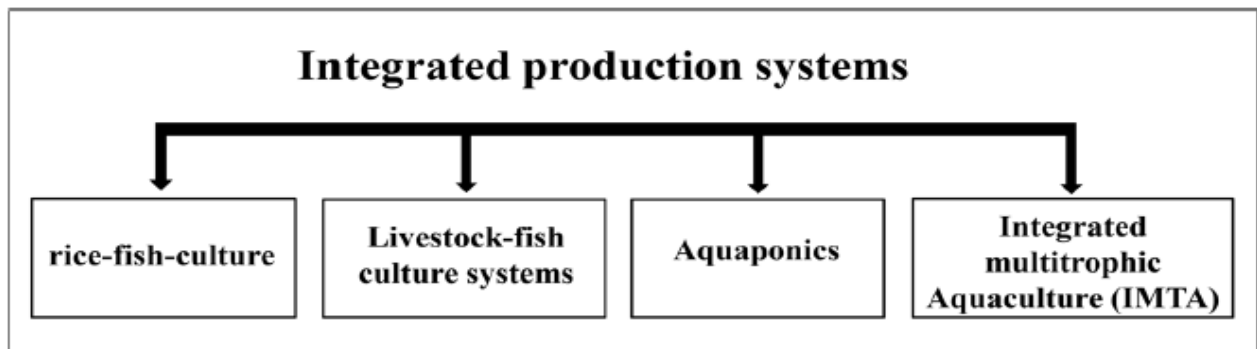 Integrated production systems
rice-fish-culture
Livestock-fish
culture systems
Aquaponics
Integrated
multitrophic
Aquaculture (IMTA)